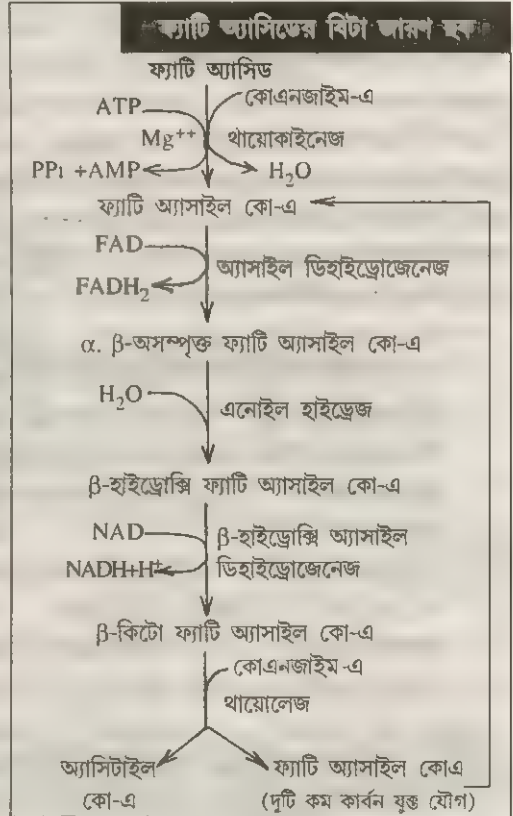 ফ্যাটি অ্যাসিডের বিটা জারণ ছক
ফ্যাটি অ্যাসিড
ATP
কোএনজাইম-এ
Mg++
থায়োকাইনেজ
PPi +AMP
H2O
ফ্যাটি অ্যাসাইল কো-এ
FAD
অ্যাসাইল ডিহাইড্রোজেনেজ
FADH2
α. β-অসম্পৃক্ত ফ্যাটি অ্যাসাইল কো-এ
H2O
এনোইল হাইড্রেজ
β-হাইড্রোক্সি ফ্যাটি অ্যাসাইল কো-এ
NAD
β-হাইড্রোক্সি অ্যাসাইল
NADH+H+
ডিহাইড্রোজেনেজ
β-কিটো ফ্যাটি অ্যাসাইল কো-এ
কোএনজাইম-এ
থায়োলেজ
অ্যাসিটাইল
কো-এ
ফ্যাটি অ্যাসাইল কোএ
(দুটি কম কার্বন যুক্ত যৌগ)